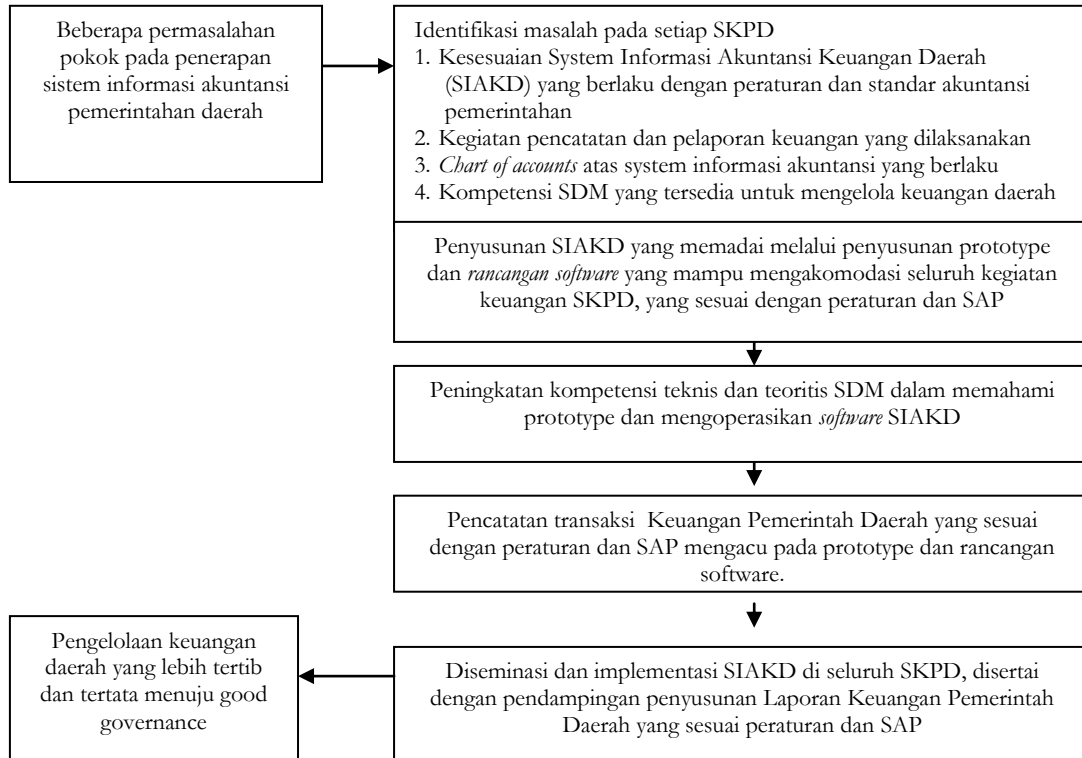 Beberapa permasalahan
pokok pada penerapan
sistem informasi akuntansi
pemerintahan daerah
Identifikasi masalah pada setiap SKPD
1. Kesesuaian System Informasi Akuntansi Keuangan Daerah
(SIAKD) yang berlaku dengan peraturan dan standar akuntansi
pemerintahan
2. Kegiatan pencatatan dan pelaporan keuangan yang dilaksanakan
3. Chart of accounts atas system informasi akuntansi yang berlaku
4. Kompetensi SDM yang tersedia untuk mengelola keuangan daerah
Penyusunan SIAKD yang memadai melalui penyusunan prototype
dan rancangan software yang mampu mengakomodasi seluruh kegiatan
keuangan SKPD, yang sesuai dengan peraturan dan SAP
Peningkatan kompetensi teknis dan teoritis SDM dalam memahami
prototype dan mengoperasikan software SIAKD
Pencatatan transaksi Keuangan Pemerintah Daerah yang sesuai
dengan peraturan dan SAP mengacu pada prototype dan rancangan
software.
Diseminasi dan implementasi SIAKD di seluruh SKPD, disertai
dengan pendampingan penyusunan Laporan Keuangan Pemerintah
Daerah yang sesuai peraturan dan SAP
Pengelolaan keuangan
daerah yang lebih tertib
dan tertata menuju good
governance